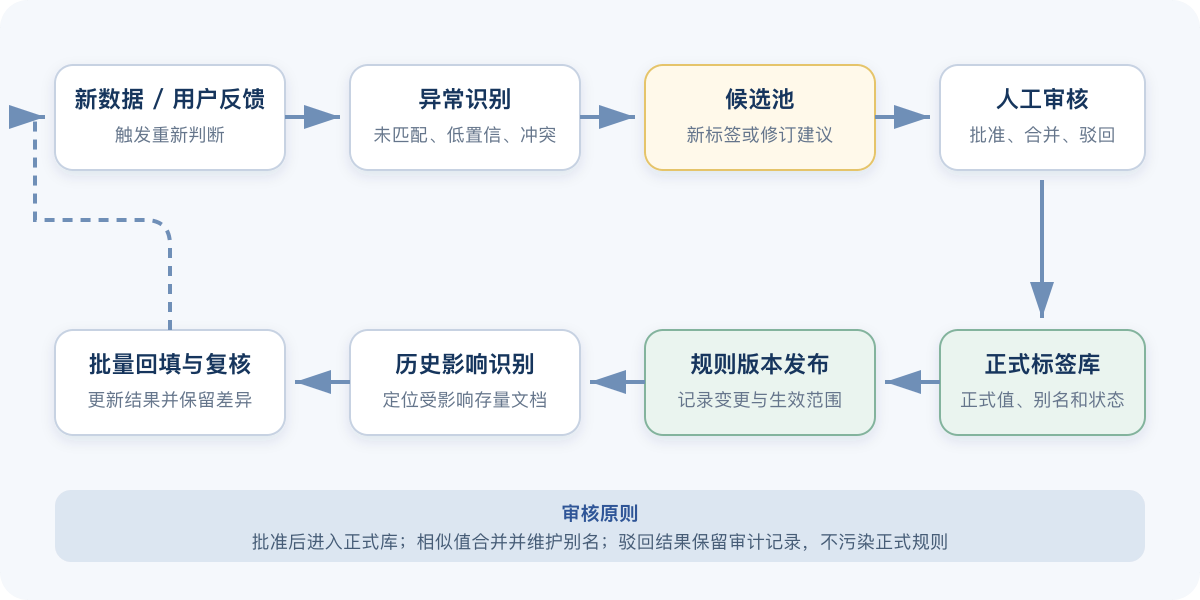 新数据 / 用户反馈
触发重新判断
异常识别
未匹配、低置信、冲突
候选池
新标签或修订建议
人工审核
批准、合并、驳回
批量回填与复核
更新结果并保留差异
历史影响识别
定位受影响存量文档
规则版本发布
记录变更与生效范围
正式标签库
正式值、别名和状态
审核原则
批准后进入正式库；相似值合并并维护别名；驳回结果保留审计记录，不污染正式规则